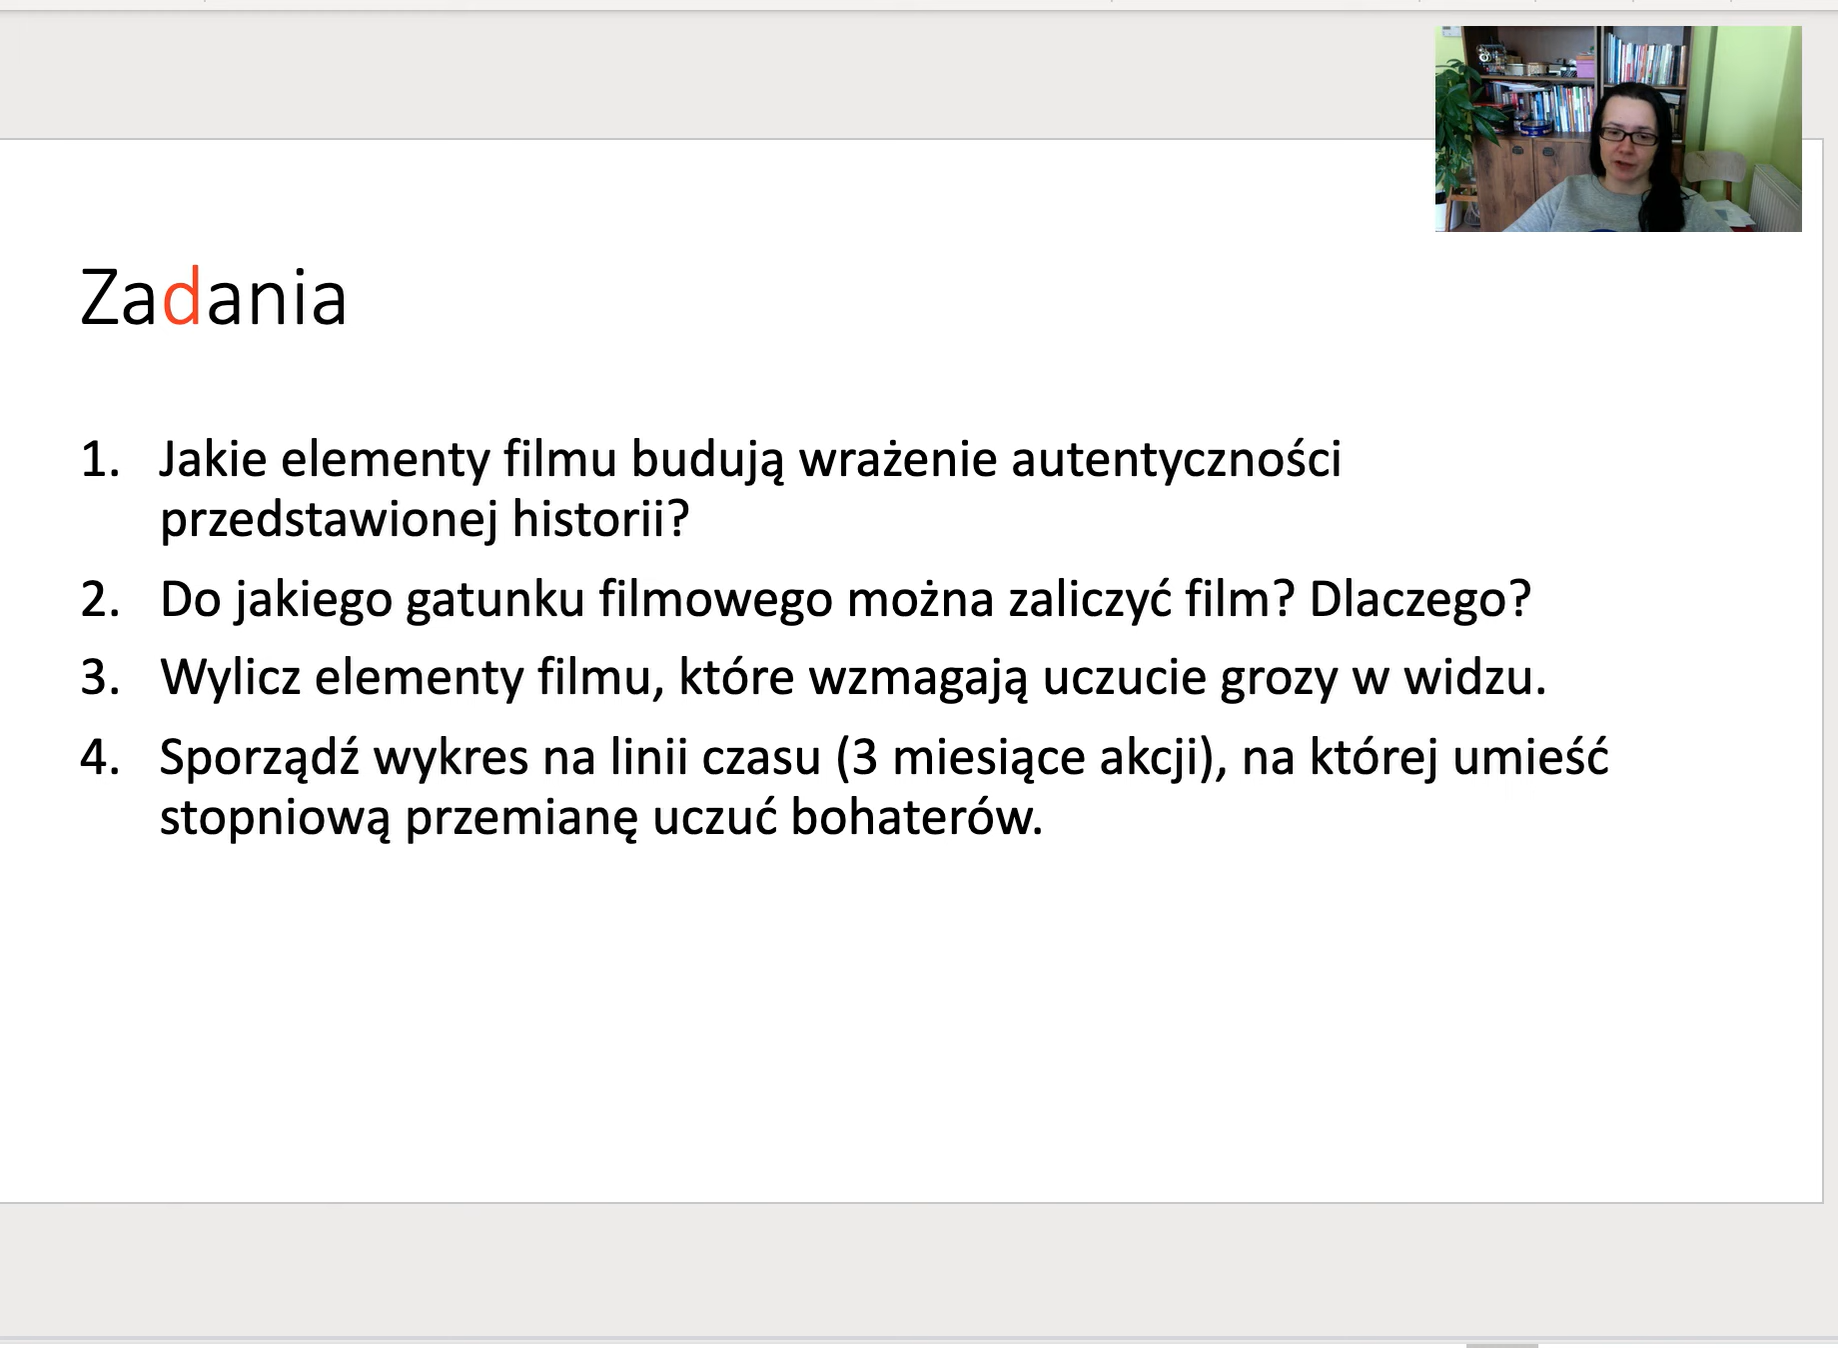 Zadania
1. Jakie elementy filmu budują wrażenie autentyczności
przedstawionej historii?
2. Do jakiego gatunku filmowego można zaliczyć film? Dlaczego?
3. Wylicz elementy filmu, które wzmagają uczucie grozy w widzu.
4. Sporządź wykres na linii czasu (3 miesiące akcji), na której umieść
stopniową przemianę uczuć bohaterów.